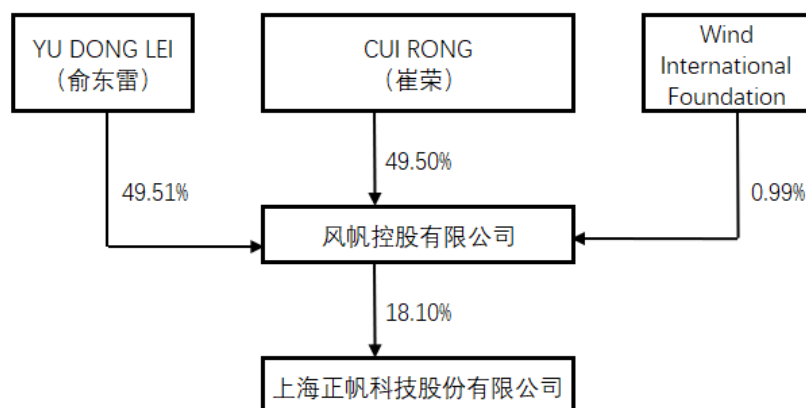 YU DONG LEI
（俞东雷）
CUI RONG
（崔荣）
Wind
International
Foundation
49.51%
49.50%
0.99%
风帆控股有限公司
18.10%
上海正帆科技股份有限公司